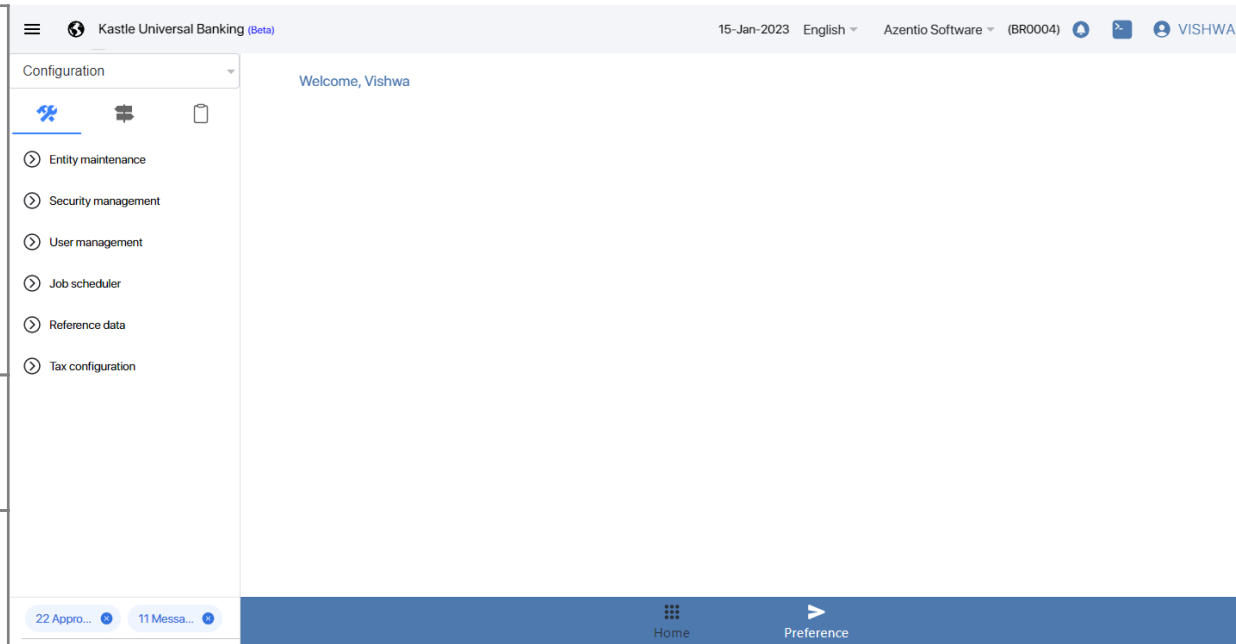 Kastle Universal Banking (Beta) 15-Jan-2023 English Azentio Software (BR0004) VISHWA
Configuration
Welcome, Vishwa
Entity maintenance
Security management
User management
Job scheduler
Reference data
Tax configuration
22 Appro... 11 Messa...
Home Preference